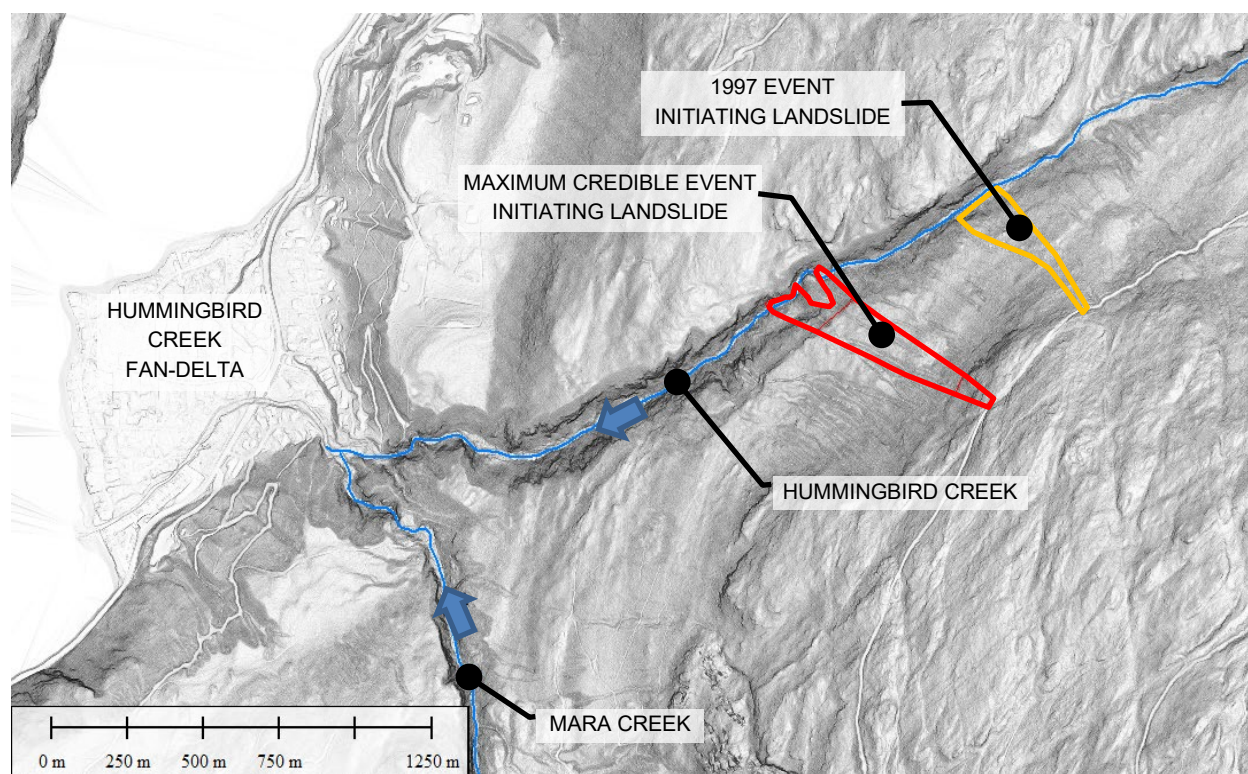 1997 EVENT
INITIATING LANDSLIDE
MAXIMUM CREDIBLE EVENT
INITIATING LANDSLIDE
HUMMINGBIRD
CREEK
FAN-DELTA
HUMMINGBIRD CREEK
MARA CREEK
0 m 250 m 500 m 750 m 1250 m